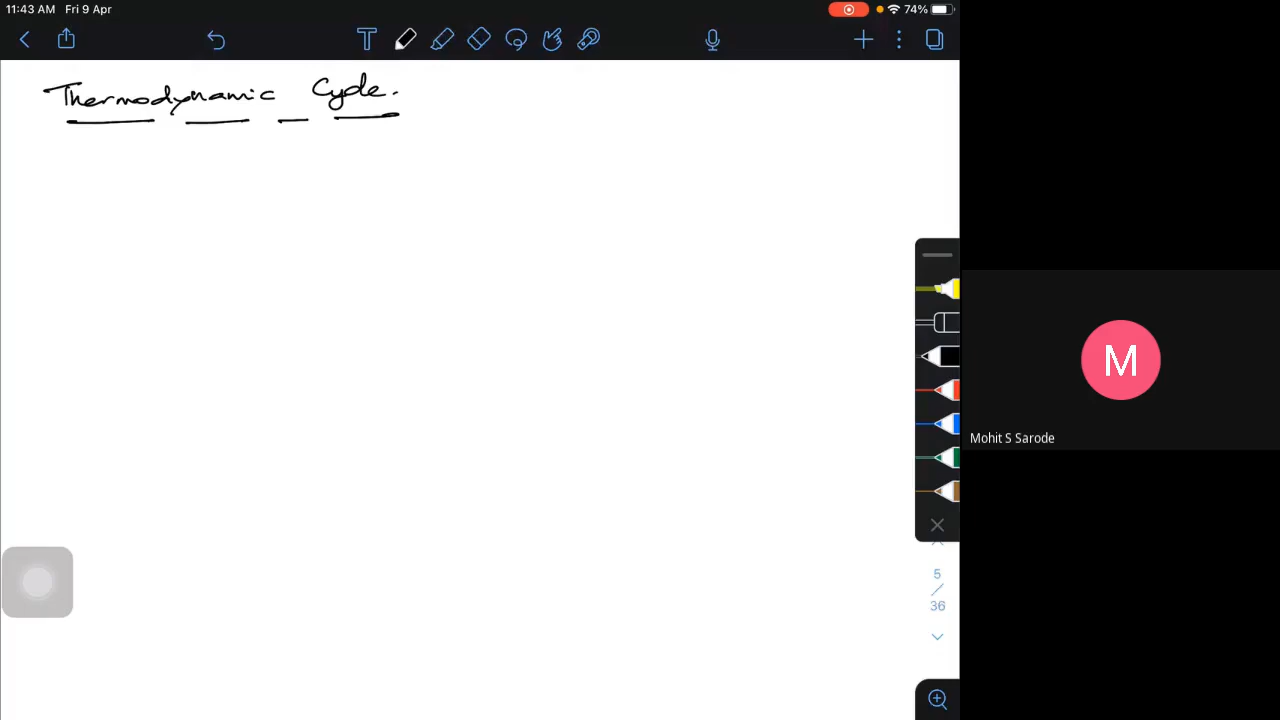 11:43 AM Fri 9 Apr
74%
T
Thermodynamic Cycle.
5
36
M
Mohit S Sarode